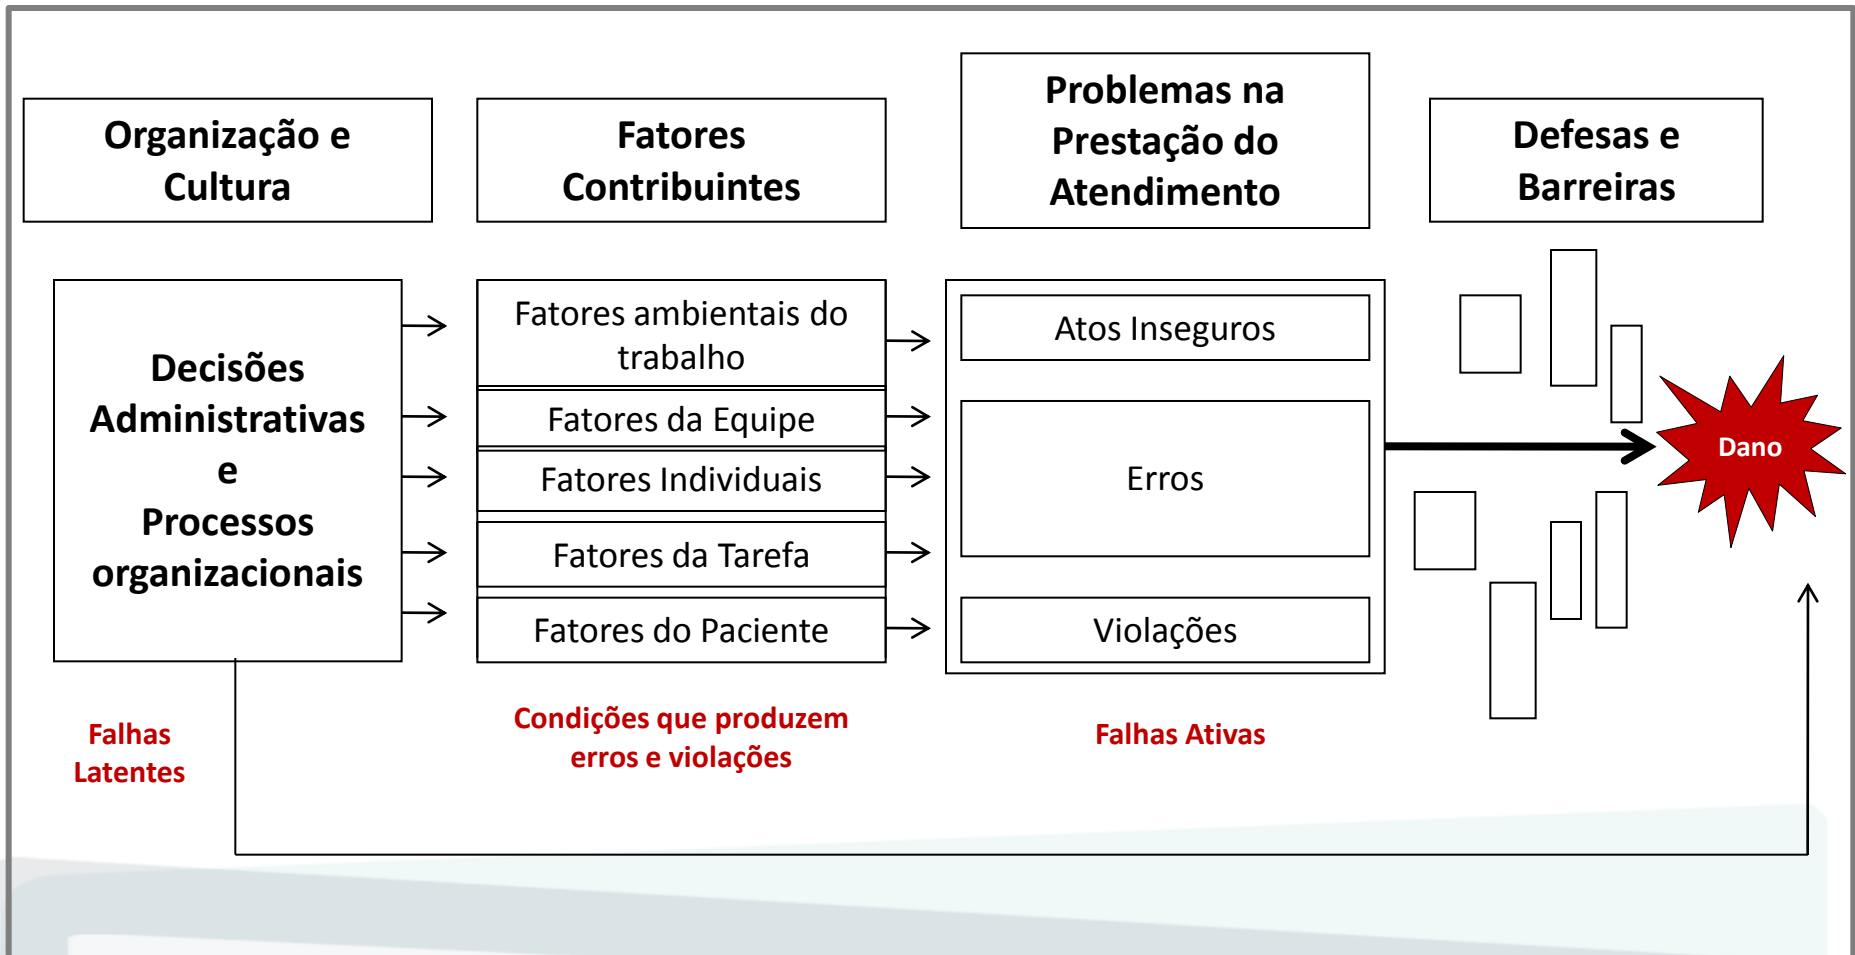 Organização e
Cultura
Fatores
Contribuintes
Problemas na
Prestação do
Atendimento
Defesas e
Barreiras
Decisões
Administrativas
e
Processos
organizacionais
Fatores ambientais do
trabalho
Fatores da Equipe
Fatores Individuais
Fatores da Tarefa
Fatores do Paciente
Atos Inseguros
Erros
Violações
Dano
Falhas
Latentes
Condições que produzem
erros e violações
Falhas Ativas